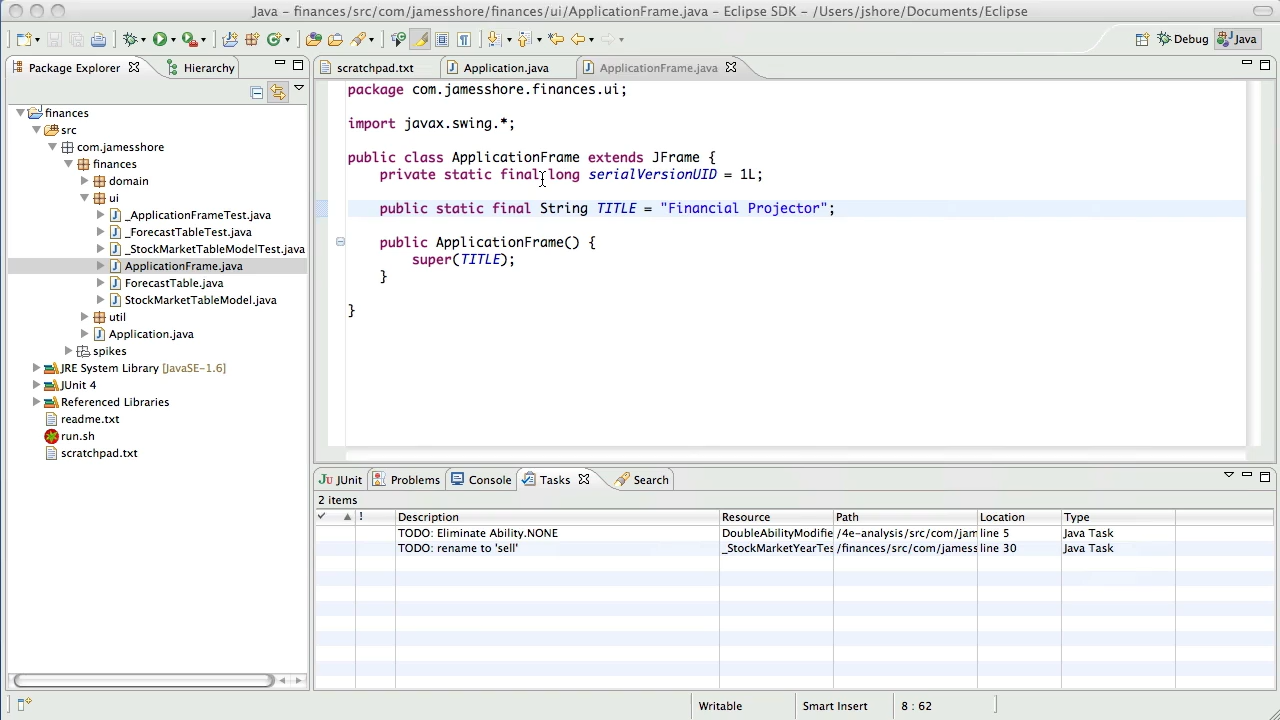 Java – finances/src/com/jamesshore/finances/ui/ApplicationFrame.java – Eclipse SDK – /Users/jshore/Documents/Eclipse
Debug
Java
Package Explorer
Hierarchy
scratchpad.txt
Application.java
ApplicationFrame.java
finances
src
com.jamesshore
finances
domain
ui
_ApplicationFrameTest.java
_ForecastTableTest.java
_StockMarketTableModelTest.java
ApplicationFrame.java
ForecastTable.java
StockMarketTableModel.java
util
Application.java
spikes
JRE System Library [JavaSE-1.6]
JUnit 4
Referenced Libraries
readme.txt
run.sh
scratchpad.txt
package com.jamesshore.finances.ui;
import javax.swing.*;
public class ApplicationFrame extends JFrame {
private static final long serialVersionUID = 1L;
public static final String TITLE = "Financial Projector";
public ApplicationFrame() {
super(TITLE);
}
}
JUnit
Problems
Console
Tasks
Search
2 items
! Description Resource Path Location Type
TODO: Eliminate Ability.NONE DoubleAbilityModifie /4e-analysis/src/com/jam line 5 Java Task
TODO: rename to 'sell' _StockMarketYearTes /finances/src/com/jamess line 30 Java Task
Writable
Smart Insert
8 : 62